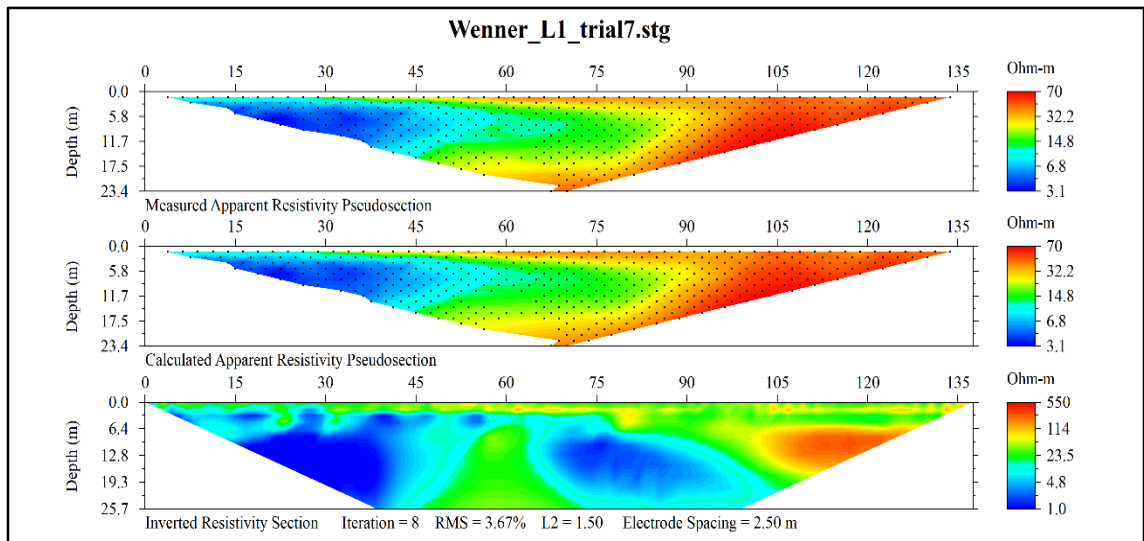 Wenner_L1_trial7.stg
0 15 30 45 60 75 90 105 120 135 Ohm-m
Depth (m)
0.0 70
5.8 32.2
11.7 14.8
17.5 6.8
23.4 3.1
Measured Apparent Resistivity Pseudosection
0 15 30 45 60 75 90 105 120 135 Ohm-m
Depth (m)
0.0 70
5.8 32.2
11.7 14.8
17.5 6.8
23.4 3.1
Calculated Apparent Resistivity Pseudosection
0 15 30 45 60 75 90 105 120 135 Ohm-m
Depth (m)
0.0 550
6.4 114
12.8 23.5
19.3 4.8
25.7 1.0
Inverted Resistivity Section Iteration = 8 RMS = 3.67% L2 = 1.50 Electrode Spacing = 2.50 m